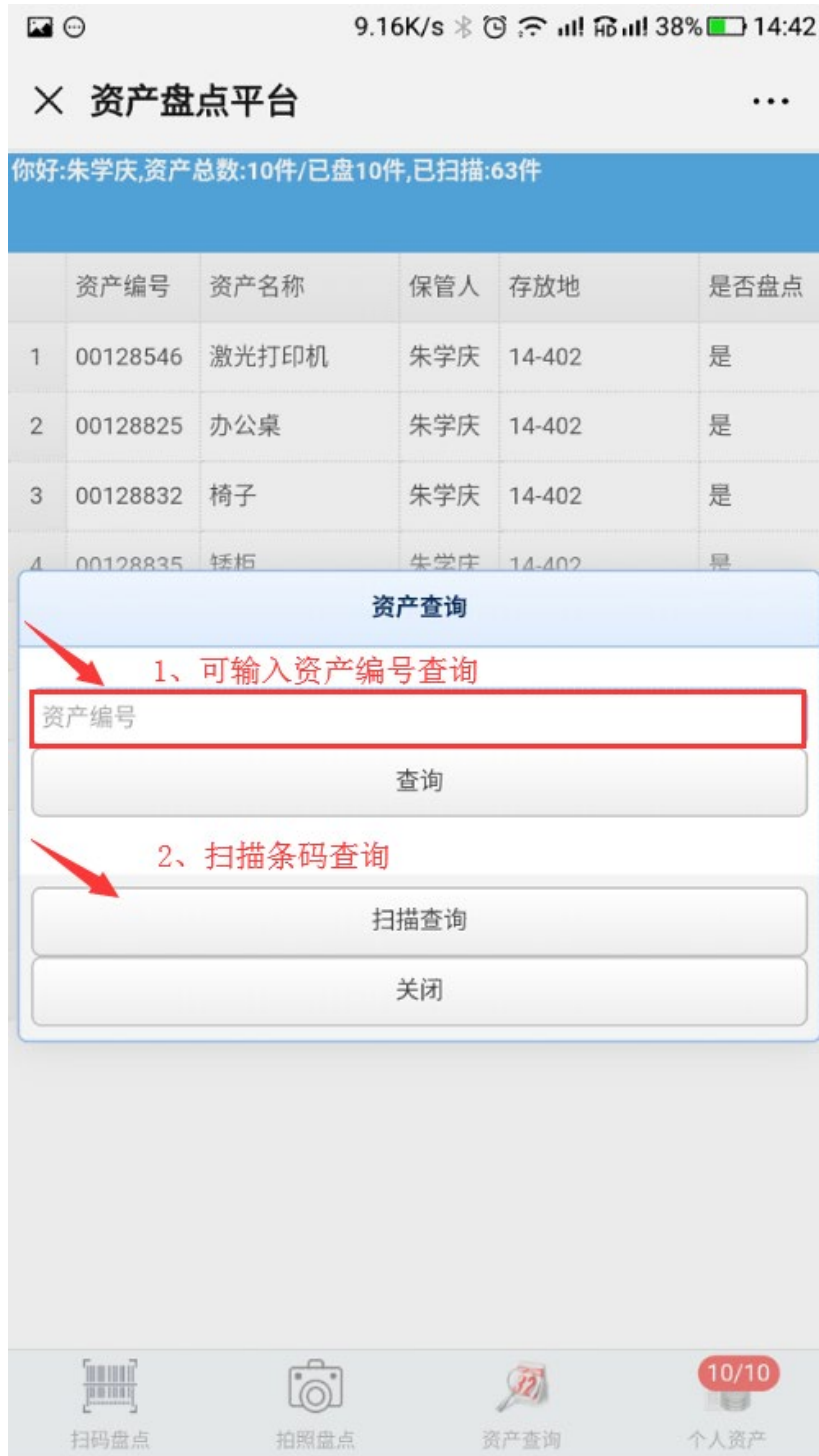 9.16K/s HD 38% 14:42
× 资产盘点平台 ...
你好:朱学庆,资产总数:10件/已盘10件,已扫描:63件
资产编号 资产名称 保管人 存放地 是否盘点
1 00128546 激光打印机 朱学庆 14-402 是
2 00128825 办公桌 朱学庆 14-402 是
3 00128832 椅子 朱学庆 14-402 是
4 00128835 矮柜 朱学庆 14-402 是
资产查询
1、可输入资产编号查询
资产编号
查询
2、扫描条码查询
扫描查询
关闭
10/10
扫码盘点 拍照盘点 资产查询 个人资产